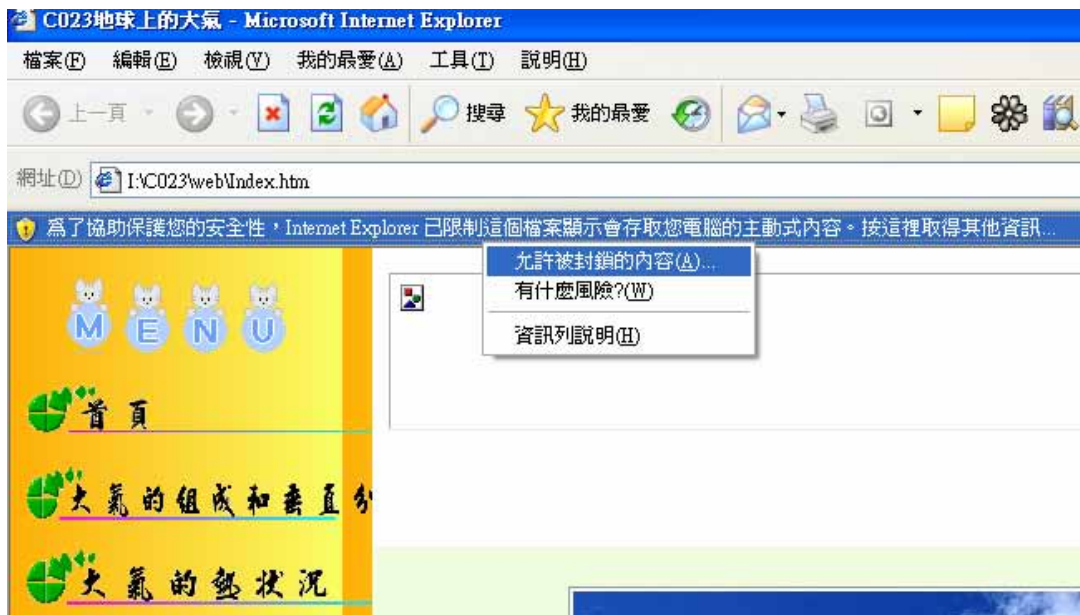 C023地球上的大氣 - Microsoft Internet Explorer
檔案(F) 編輯(E) 檢視(V) 我的最愛(A) 工具(T) 說明(H)
上一頁 搜尋 我的最愛
網址(D) I:\C023\web\Index.htm
為了協助保護您的安全性，Internet Explorer 已限制這個檔案顯示會存取您電腦的主動式內容。按這裡取得其他資訊...
允許被封鎖的內容(A)...
有什麼風險?(W)
資訊列說明(H)
MENU
首頁
大氣的組成和垂直分
大氣的熱狀況